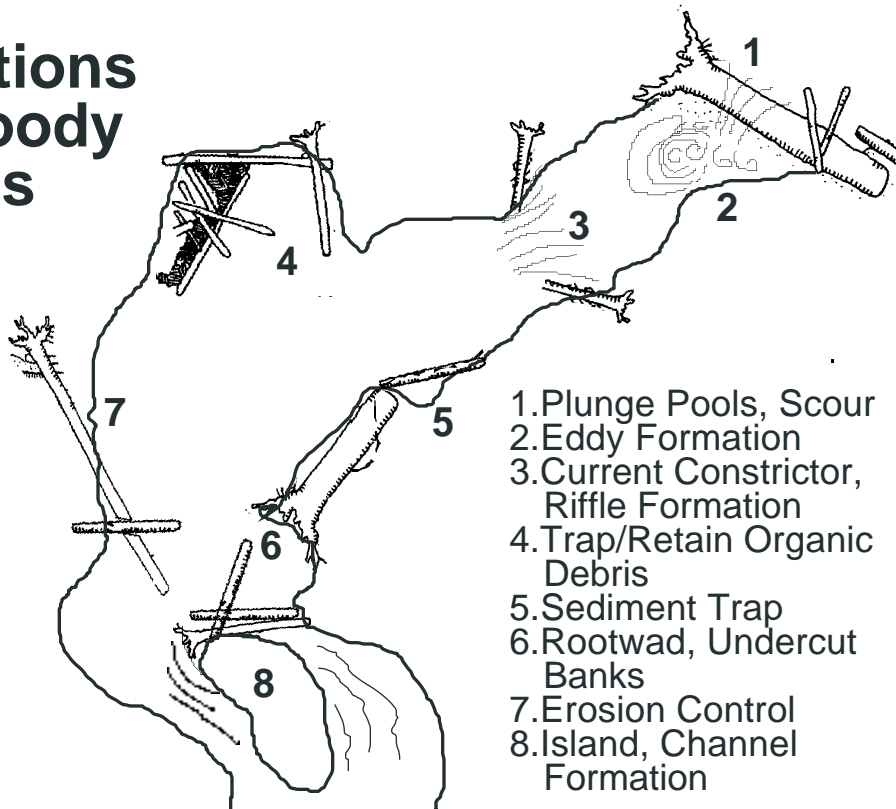 tions
oody
s
1
2
3
4
5
6
7
8
1.Plunge Pools, Scour
2.Eddy Formation
3.Current Constrictor,
Riffle Formation
4.Trap/Retain Organic
Debris
5.Sediment Trap
6.Rootwad, Undercut
Banks
7.Erosion Control
8.Island, Channel
Formation